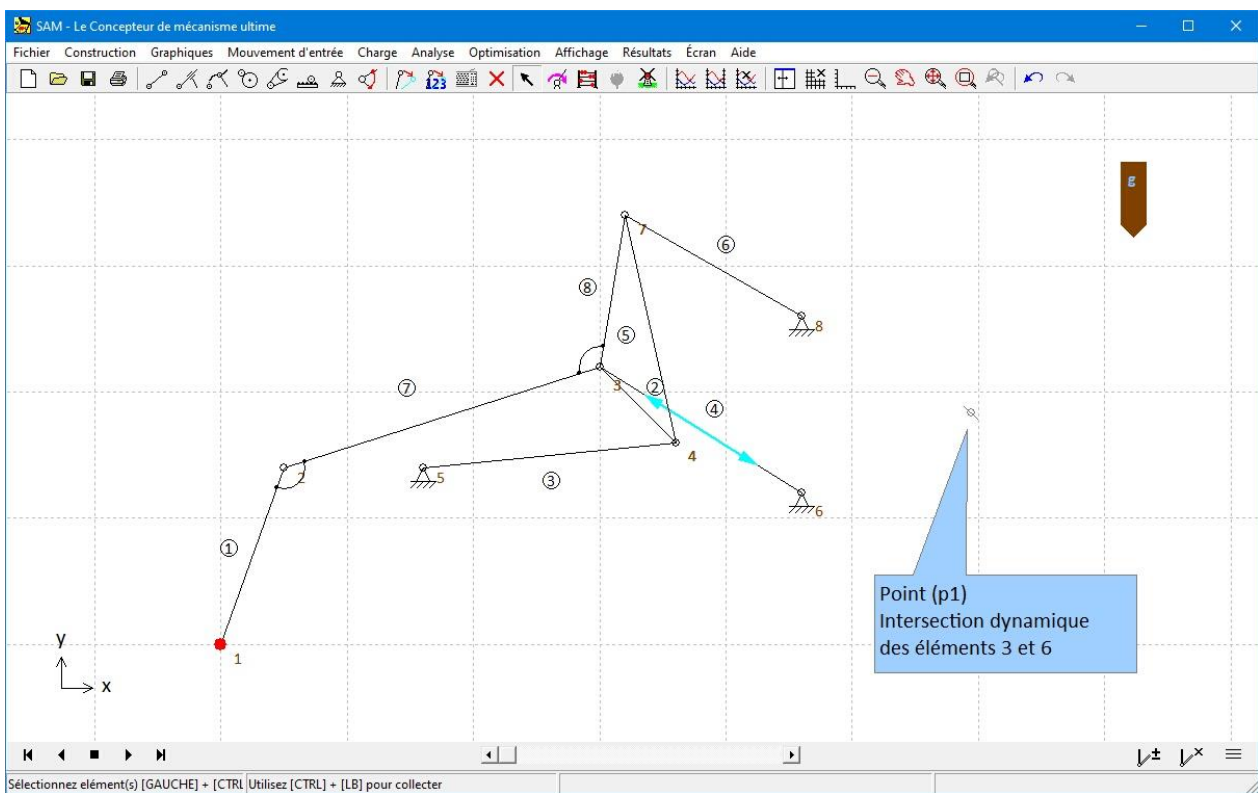 SAM - Le Concepteur de mécanisme ultime
Fichier Construction Graphiques Mouvement d'entrée Charge Analyse Optimisation Affichage Résultats Écran Aide
123
g
7
⑥
⑧
8
⑤
3
②
⑦
④
4
2
5
③
6
①
Point (p1)
Intersection dynamique
des éléments 3 et 6
y
1
x
Sélectionnez elément(s) [GAUCHE] + [CTRL Utilisez [CTRL] + [LB] pour collecter